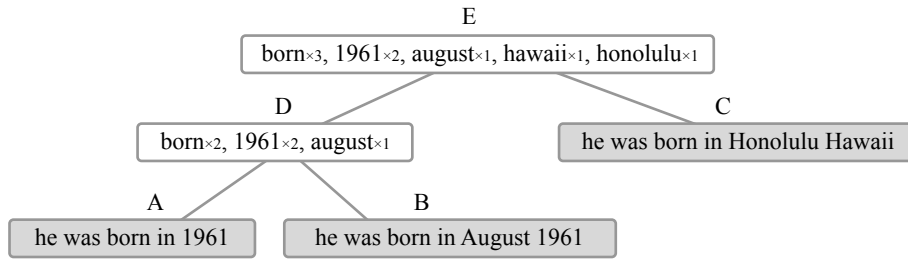 E
born×3, 1961×2, august×1, hawaii×1, honolulu×1
D
C
born×2, 1961×2, august×1
he was born in Honolulu Hawaii
A
B
he was born in 1961
he was born in August 1961